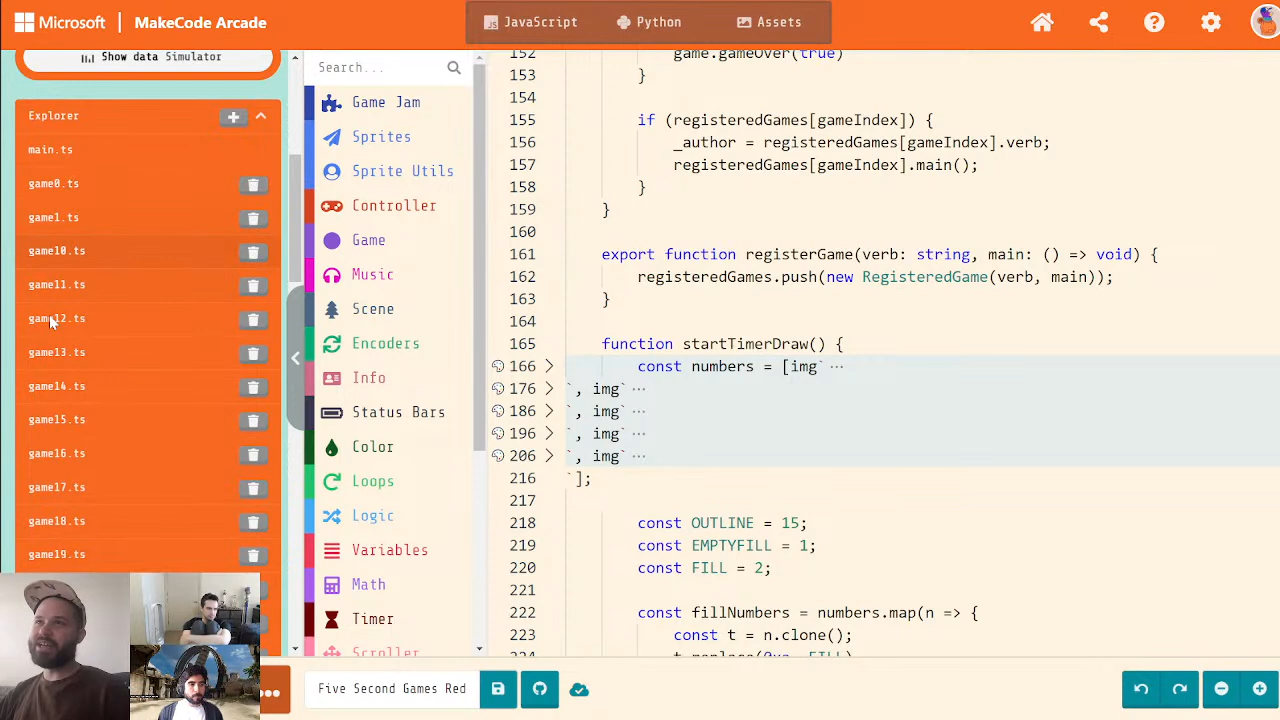 Microsoft
MakeCode Arcade
JavaScript
Python
Assets
Show data Simulator
Explorer
main.ts
game0.ts
game1.ts
game10.ts
game11.ts
game12.ts
game13.ts
game14.ts
game15.ts
game16.ts
game17.ts
game18.ts
game19.ts
Search...
Game Jam
Sprites
Sprite Utils
Controller
Game
Music
Scene
Encoders
Info
Status Bars
Color
Loops
Logic
Variables
Math
Timer
Scroller
152 game.gameOver(true)
153 }
154
155 if (registeredGames[gameIndex]) {
156 _author = registeredGames[gameIndex].verb;
157 registeredGames[gameIndex].main();
158 }
159 }
160
161 export function registerGame(verb: string, main: () => void) {
162 registeredGames.push(new RegisteredGame(verb, main));
163 }
164
165 function startTimerDraw() {
166 const numbers = [img` ···
176 `, img` ···
186 `, img` ···
196 `, img` ···
206 `, img` ···
216 `];
217
218 const OUTLINE = 15;
219 const EMPTYFILL = 1;
220 const FILL = 2;
221
222 const fillNumbers = numbers.map(n => {
223 const t = n.clone();
224 t.replace(0xa, FILL)
Five Second Games Red